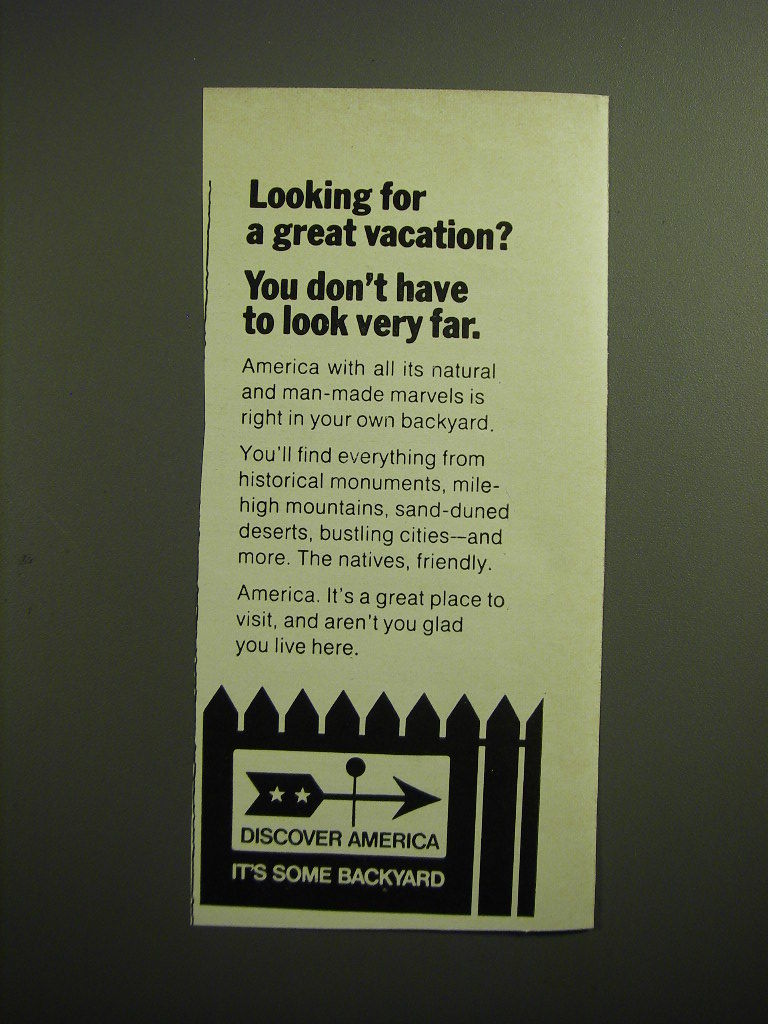 Looking for
a great vacation?
You don't have
to look very far.
America with all its natural
and man-made marvels is
right in your own backyard.
You'll find everything from
historical monuments, mile-
high mountains, sand-duned
deserts, bustling cities—and
more. The natives, friendly.
America. It's a great place to
visit, and aren't you glad
you live here.
DISCOVER AMERICA
IT'S SOME BACKYARD